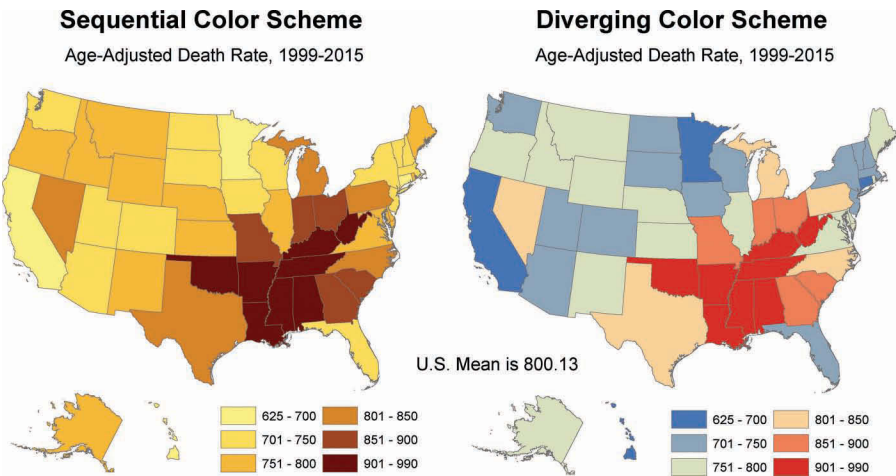 Sequential Color Scheme
Age-Adjusted Death Rate, 1999-2015
Diverging Color Scheme
Age-Adjusted Death Rate, 1999-2015
U.S. Mean is 800.13
625 - 700
701 - 750
751 - 800
801 - 850
851 - 900
901 - 990
625 - 700
701 - 750
751 - 800
801 - 850
851 - 900
901 - 990